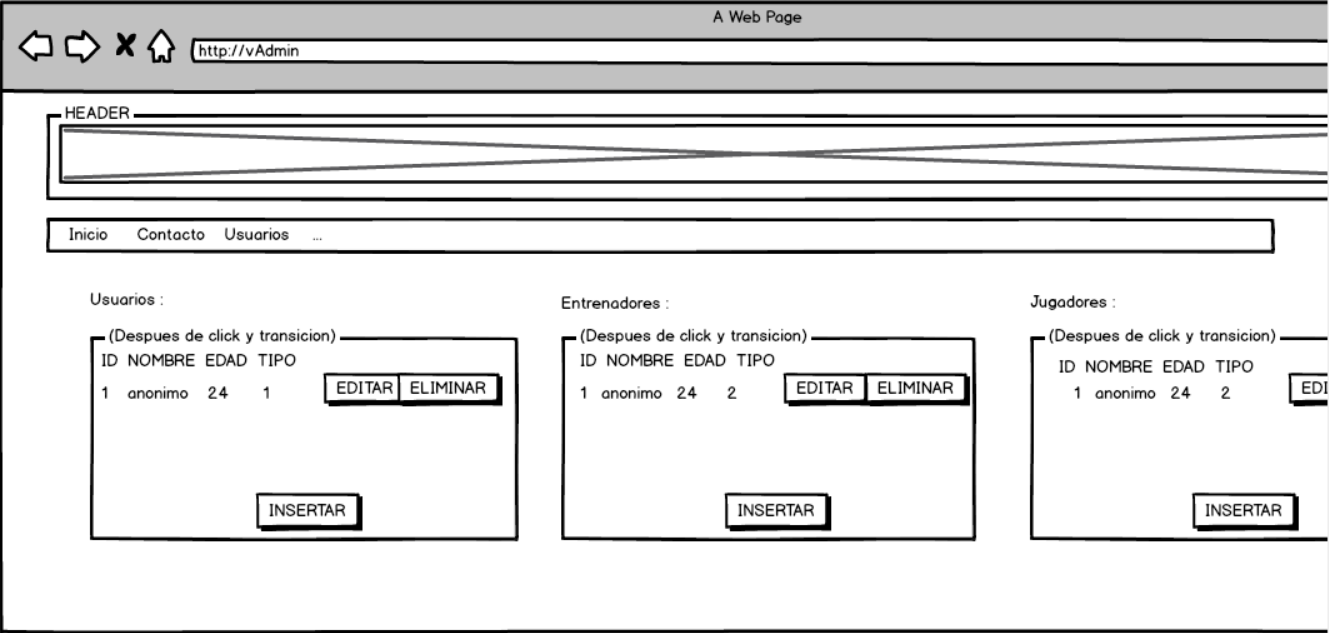 A Web Page
http://vAdmin
HEADER
Inicio Contacto Usuarios ...
Usuarios :
(Despues de click y transicion)
ID NOMBRE EDAD TIPO
1 anonimo 24 1 EDITAR ELIMINAR
INSERTAR
Entrenadores :
(Despues de click y transicion)
ID NOMBRE EDAD TIPO
1 anonimo 24 2 EDITAR ELIMINAR
INSERTAR
Jugadores :
(Despues de click y transicion)
ID NOMBRE EDAD TIPO
1 anonimo 24 2 EDI
INSERTAR